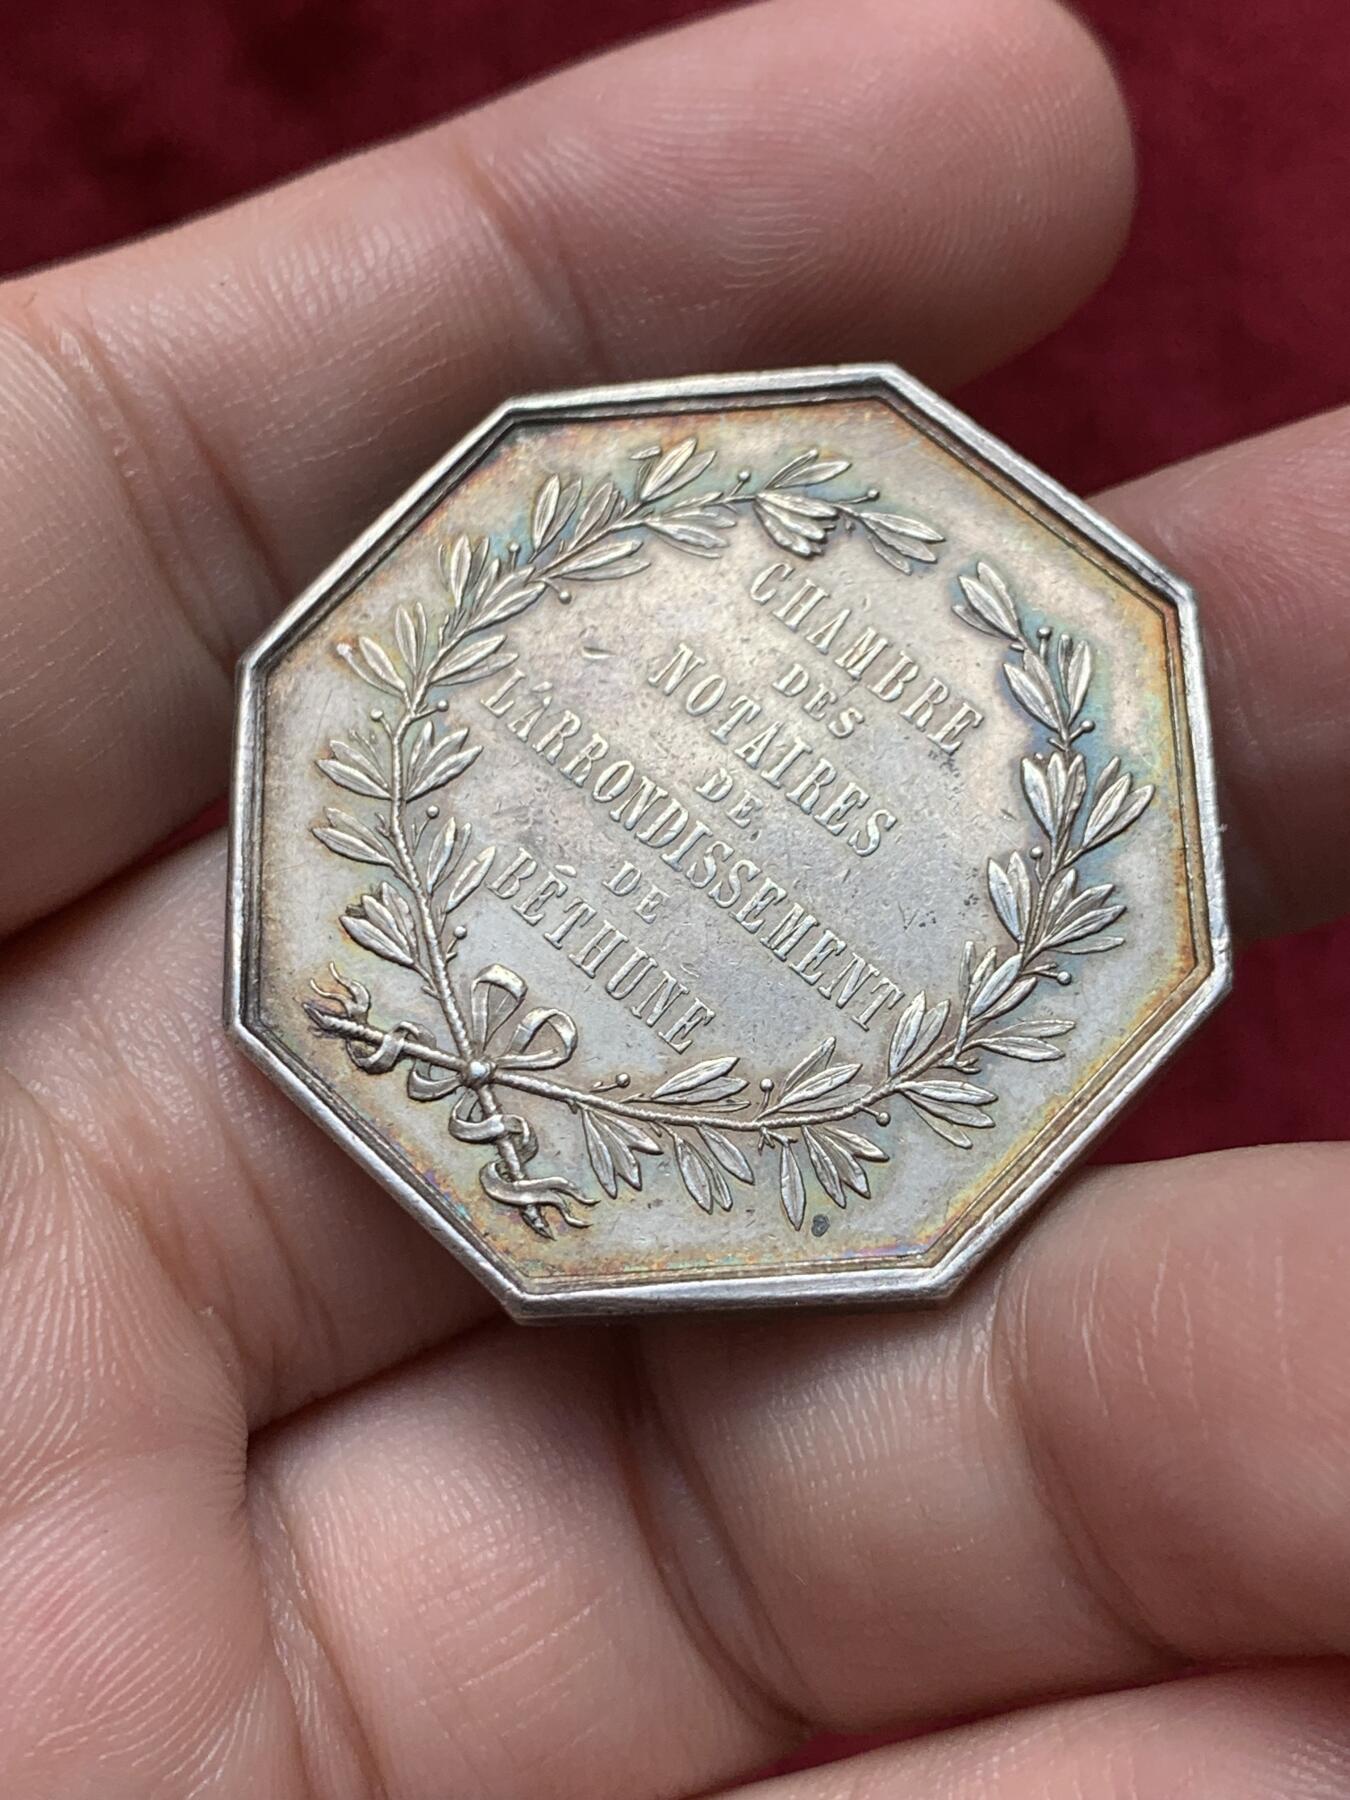 CHAMBRE
DES
NOTAIRES
DE
L'ARRONDISSEMENT
DE
BÉTHUNE